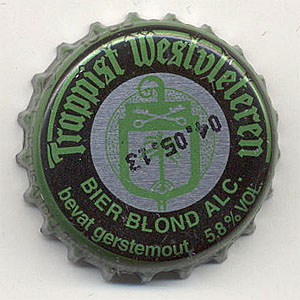 Trappist Westvleteren
04.05.13
BIER BLOND ALC. 5.8% VOL.
bevat gerstemout